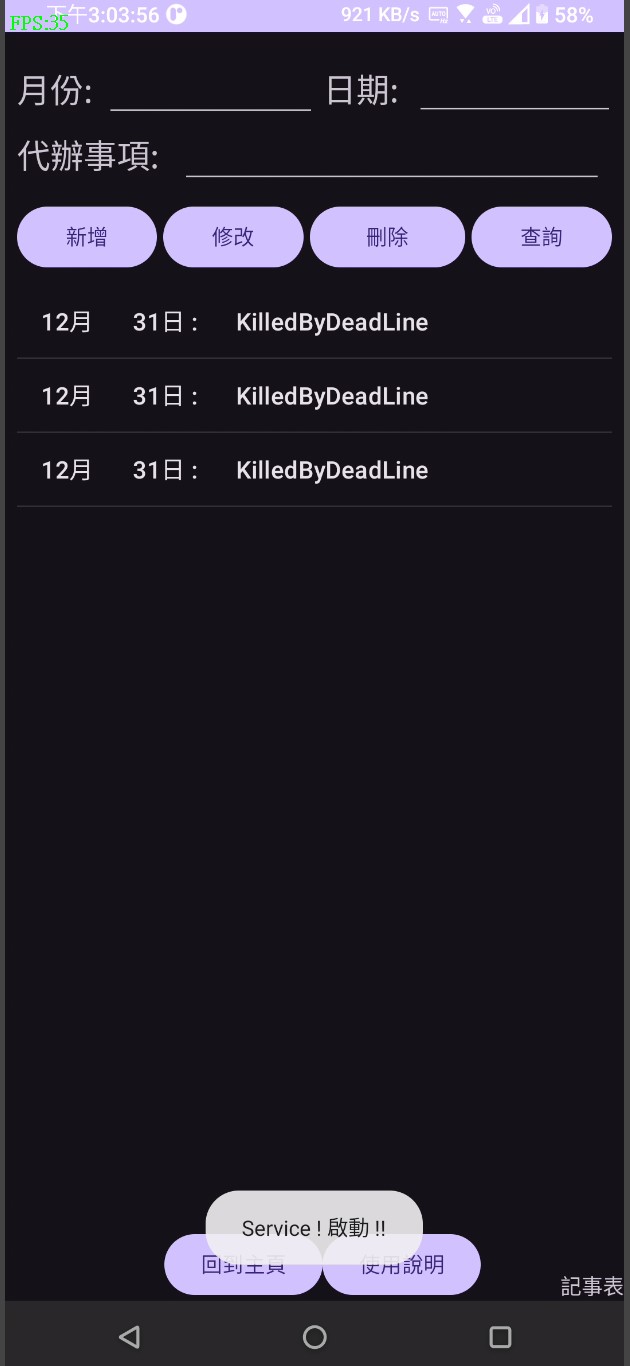 下午3:03:56 921 KB/s 58%
FPS:35
月份: 日期:
代辦事項:
新增 修改 刪除 查詢
12月 31日 : KilledByDeadLine
12月 31日 : KilledByDeadLine
12月 31日 : KilledByDeadLine
Service ! 啟動 !!
回到主頁 使用說明
記事表